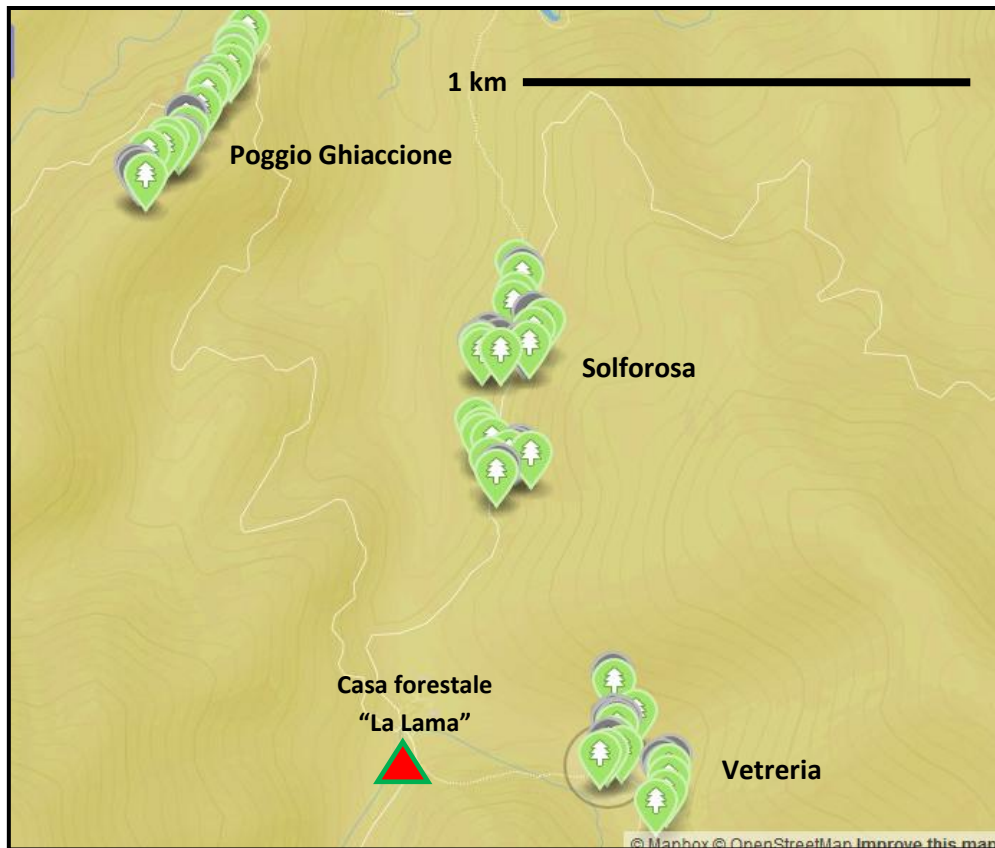 1 km
Poggio Ghiaccione
Solforosa
Casa forestale
“La Lama”
Vetreria
© Mapbox © OpenStreetMap Improve this map